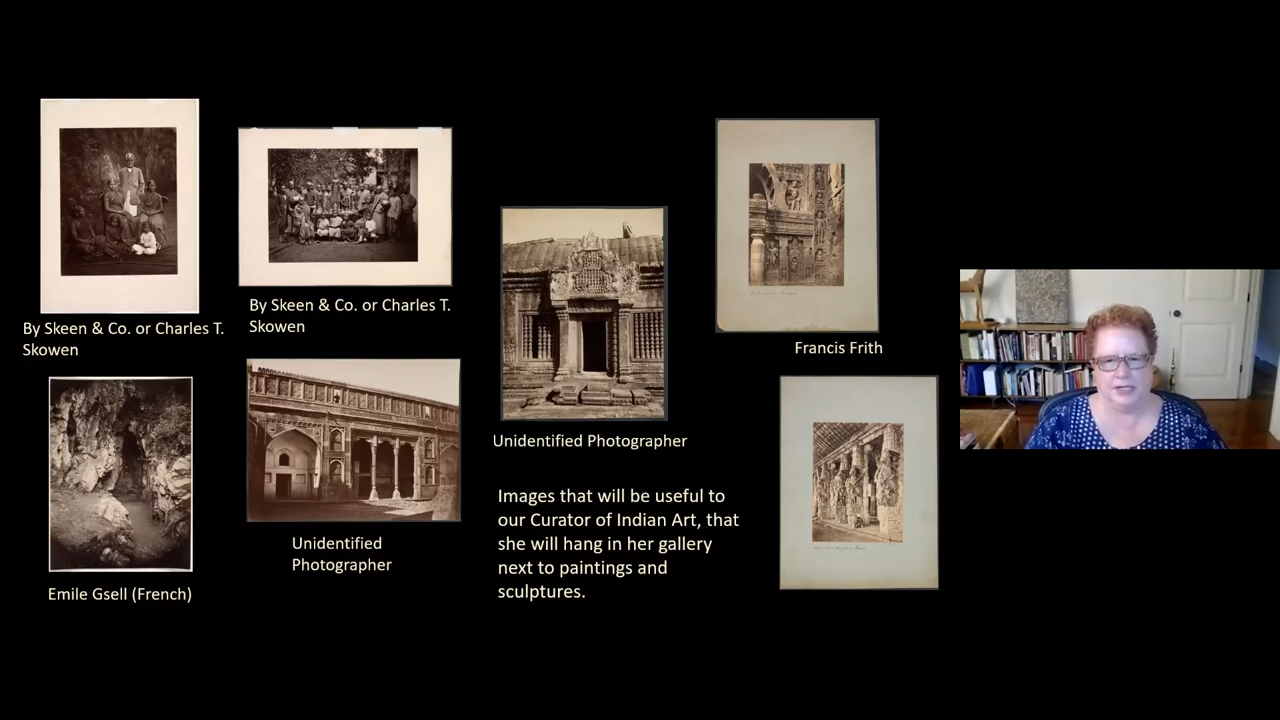 By Skeen & Co. or Charles T.
Skowen
By Skeen & Co. or Charles T.
Skowen
Emile Gsell (French)
Unidentified
Photographer
Unidentified Photographer
Images that will be useful to
our Curator of Indian Art, that
she will hang in her gallery
next to paintings and
sculptures.
Francis Frith